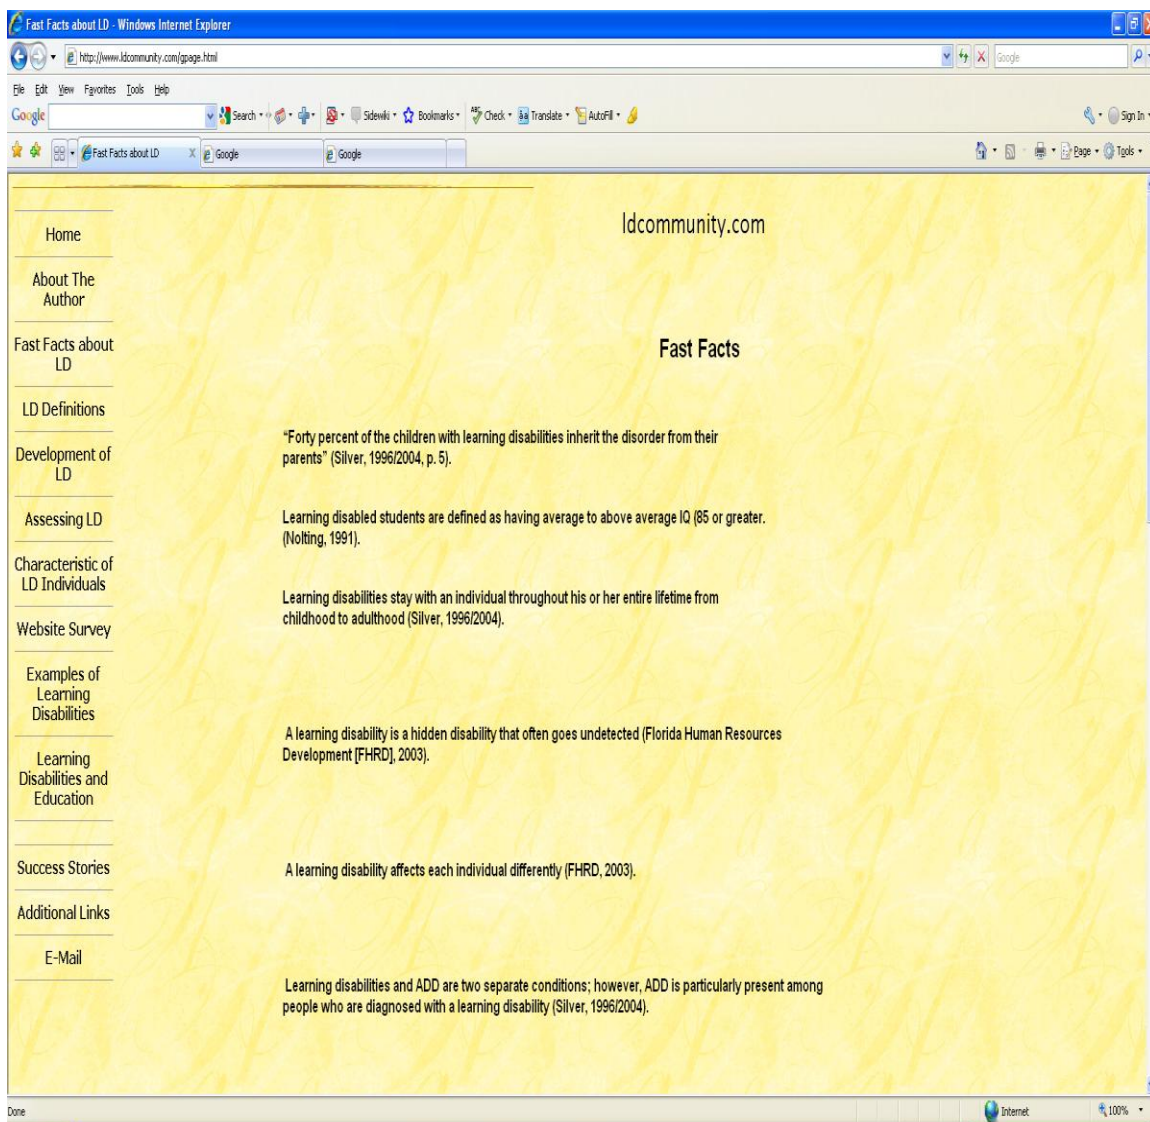 Fast Facts about LD - Windows Internet Explorer
http://www.ldcommunity.com/gpage.html
Google
File Edit View Favorites Tools Help
Google Search Sidewiki Bookmarks Check Translate AutoFill Sign In
Fast Facts about LD X Google Google Page Tools
ldcommunity.com
Home
About The
Author
Fast Facts about
LD
LD Definitions
Development of
LD
Assessing LD
Characteristic of
LD Individuals
Website Survey
Examples of
Learning
Disabilities
Learning
Disabilities and
Education
Success Stories
Additional Links
E-Mail
Fast Facts
“Forty percent of the children with learning disabilities inherit the disorder from their
parents” (Silver, 1996/2004, p. 5).
Learning disabled students are defined as having average to above average IQ (85 or greater.
(Nolting, 1991).
Learning disabilities stay with an individual throughout his or her entire lifetime from
childhood to adulthood (Silver, 1996/2004).
A learning disability is a hidden disability that often goes undetected (Florida Human Resources
Development [FHRD], 2003).
A learning disability affects each individual differently (FHRD, 2003).
Learning disabilities and ADD are two separate conditions; however, ADD is particularly present among
people who are diagnosed with a learning disability (Silver, 1996/2004).
Done Internet 100%